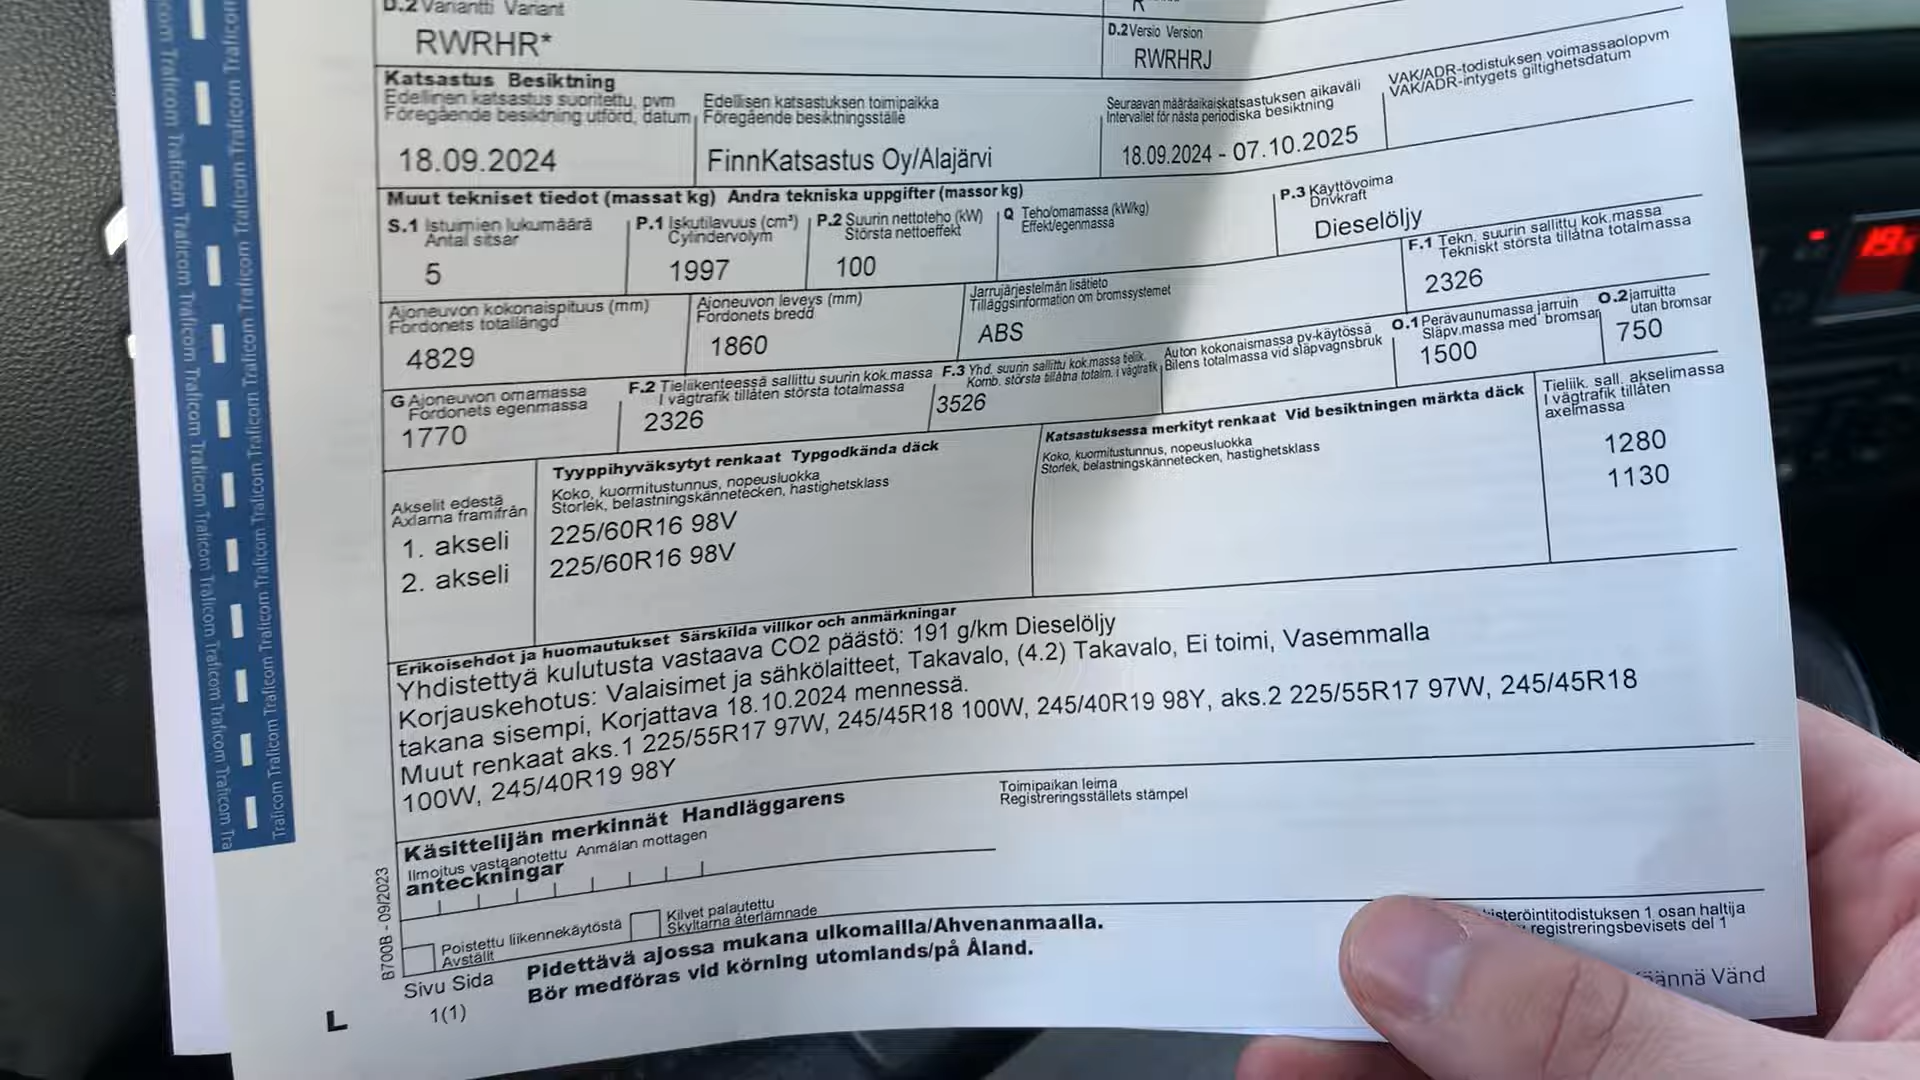 D.2 Variantti Variant
RWRHR*
R
D.2 Versio Version
RWRHRJ
Katsastus Besiktning
Edellinen katsastus suoritettu, pvm
Föregående besiktning utförd, datum
18.09.2024
Edellisen katsastuksen toimipaikka
Föregående besiktningsställe
FinnKatsastus Oy/Alajärvi
Seuraavan määräaikaiskatsastuksen aikaväli
Intervallet för nästa periodiska besiktning
18.09.2024 - 07.10.2025
VAK/ADR-todistuksen voimassaolopvm
VAK/ADR-intygets giltighetsdatum
Muut tekniset tiedot (massat kg) Andra tekniska uppgifter (massor kg)
S.1 Istuimien lukumäärä
Antal sitsar
5
P.1 Iskutilavuus (cm³)
Cylindervolym
1997
P.2 Suurin nettoteho (kW)
Största nettoeffekt
100
Q Teho/omamassa (kW/kg)
Effekt/egenmassa
P.3 Käyttövoima
Drivkraft
Dieselöljy
Ajoneuvon kokonaispituus (mm)
Fordonets totallängd
4829
Ajoneuvon leveys (mm)
Fordonets bredd
1860
Jarrujärjestelmän lisätieto
Tilläggsinformation om bromssystemet
ABS
F.1 Tekn. suurin sallittu kok.massa
Tekniskt största tillåtna totalmassa
2326
G Ajoneuvon omamassa
Fordonets egenmassa
1770
F.2 Tieliikenteessä sallittu suurin kok.massa
I vägtrafik tillåten största totalmassa
2326
F.3 Yhd. suurin sallittu kok.massa tielik.
Komb. största tillåtna totalm. i vägtrafik
3526
Auton kokonaismassa pv-käytössä
Bilens totalmassa vid släpvagnsbruk
O.1 Perävaunumassa jarruin
Släpv.massa med bromsar
1500
O.2 jarruitta
utan bromsar
750
Akselit edestä
Axlarna framifrån
1. akseli
2. akseli
Tyyppihyväksytyt renkaat Typgodkända däck
Koko, kuormitustunnus, nopeusluokka
Storlek, belastningskännetecken, hastighetsklass
225/60R16 98V
225/60R16 98V
Katsastuksessa merkityt renkaat Vid besiktningen märkta däck
Koko, kuormitustunnus, nopeusluokka
Storlek, belastningskännetecken, hastighetsklass
Tieliik. sall. akselimassa
I vägtrafik tillåten
axelmassa
1280
1130
Erikoisehdot ja huomautukset Särskilda villkor och anmärkningar
Yhdistettyä kulutusta vastaava CO2 päästö: 191 g/km Dieselöljy
Korjauskehotus: Valaisimet ja sähkölaitteet, Takavalo, (4.2) Takavalo, Ei toimi, Vasemmalla
takana sisempi, Korjattava 18.10.2024 mennessä.
Muut renkaat aks.1 225/55R17 97W, 245/45R18 100W, 245/40R19 98Y, aks.2 225/55R17 97W, 245/45R18
100W, 245/40R19 98Y
Käsittelijän merkinnät Handläggarens
Ilmoitus vastaanotettu Anmälan mottagen
anteckningar
Toimipaikan leima
Registreringsställets stämpel
Poistettu liikennekäytöstä
Avställt
Kilvet palautettu
Skyltarna återlämnade
Sivu Sida
1(1)
Pidettävä ajossa mukana ulkomailla/Ahvenanmaalla.
Bör medföras vid körning utomlands/på Åland.
isteröintitodistuksen 1 osan haltija
registreringsbevisets del 1
äännä Vänd
B700B - 09/2023
L
Traficom Traficom Traficom Traficom Traficom Traficom Traficom